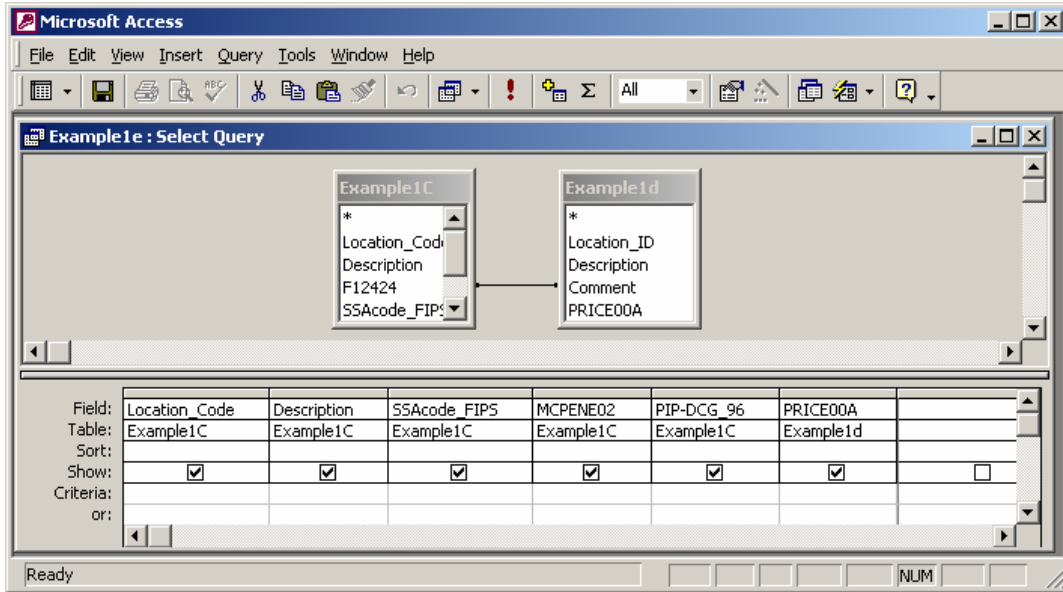 Microsoft Access
File Edit View Insert Query Tools Window Help
ABC All
Example1e : Select Query
Example1C
*
Location_Code
Description
F12424
SSAcode_FIPS
Example1d
*
Location_ID
Description
Comment
PRICE00A
Field: Location_Code Description SSAcode_FIPS MCPENE02 PIP-DCG_96 PRICE00A
Table: Example1C Example1C Example1C Example1C Example1C Example1d
Sort:
Show:
Criteria:
or:
Ready NUM